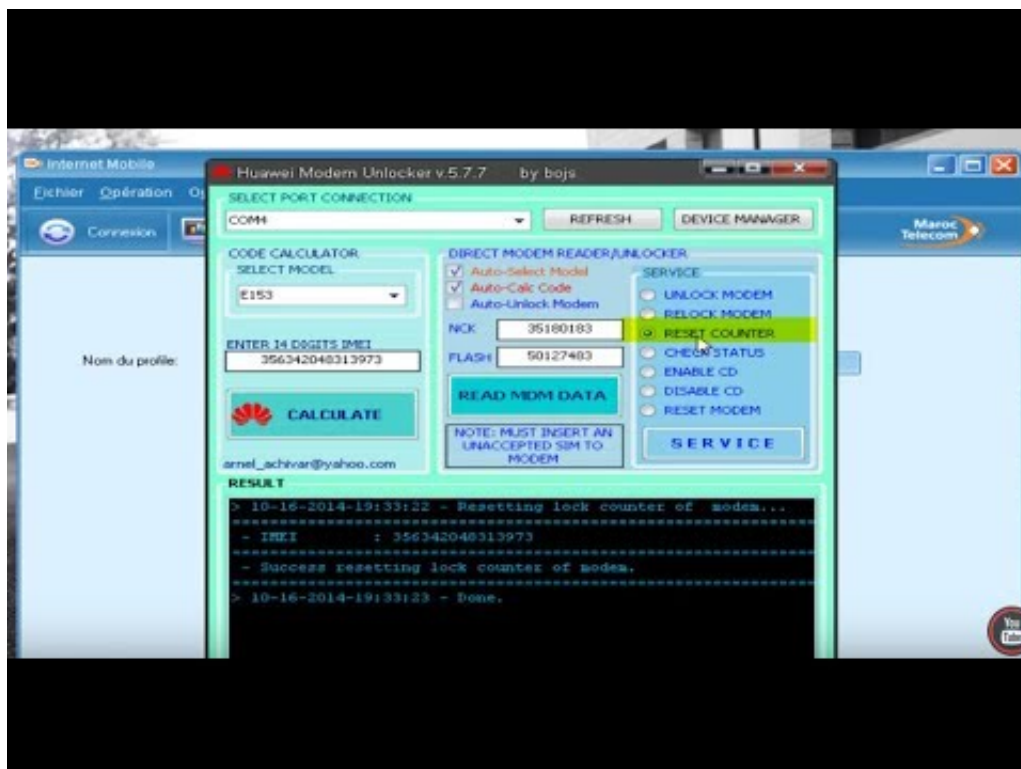 Internet Mobile
Fichier Opération
Connexion
Maroc
Telecom
Nom du profile:
Huawei Modem Unlocker v.5.7.7 by bojs
SELECT PORT CONNECTION
COM4
REFRESH
DEVICE MANAGER
CODE CALCULATOR
SELECT MODEL
E153
ENTER 14 DIGITS IMEI
356342048313973
CALCULATE
arnel_achivar@yahoo.com
DIRECT MODEM READER/UNLOCKER
Auto-Select Model
Auto-Calc Code
Auto-Unlock Modem
NCK 35180183
FLASH 50127483
READ MDM DATA
NOTE: MUST INSERT AN
UNACCEPTED SIM TO
MODEM
SERVICE
UNLOCK MODEM
RELOCK MODEM
RESET COUNTER
CHECK STATUS
ENABLE CD
DISABLE CD
RESET MODEM
SERVICE
RESULT
> 10-16-2014-19:33:22 - Resetting lock counter of modem...
- IMEI : 356342048313973
- Success resetting lock counter of modem.
> 10-16-2014-19:33:23 - Done.
You
Tube